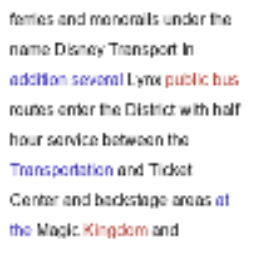 ferries and monorails under the
name Disney Transport In
addition several Lynx public bus
routes enter the District with half
hour service between the
Transportation and Ticket
Center and backstage areas at
the Magic Kingdom and